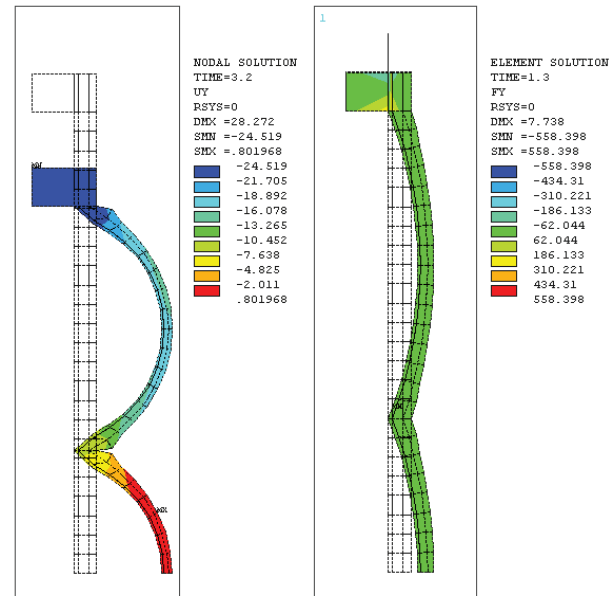 NODAL SOLUTION
TIME=3.2
UY
RSYS=0
DMX =28.272
SMN =-24.519
SMX =.801968
-24.519
-21.705
-18.892
-16.078
-13.265
-10.452
-7.638
-4.825
-2.011
.801968
1
ELEMENT SOLUTION
TIME=1.3
FY
RSYS=0
DMX =7.738
SMN =-558.398
SMX =558.398
-558.398
-434.31
-310.221
-186.133
-62.044
62.044
186.133
310.221
434.31
558.398